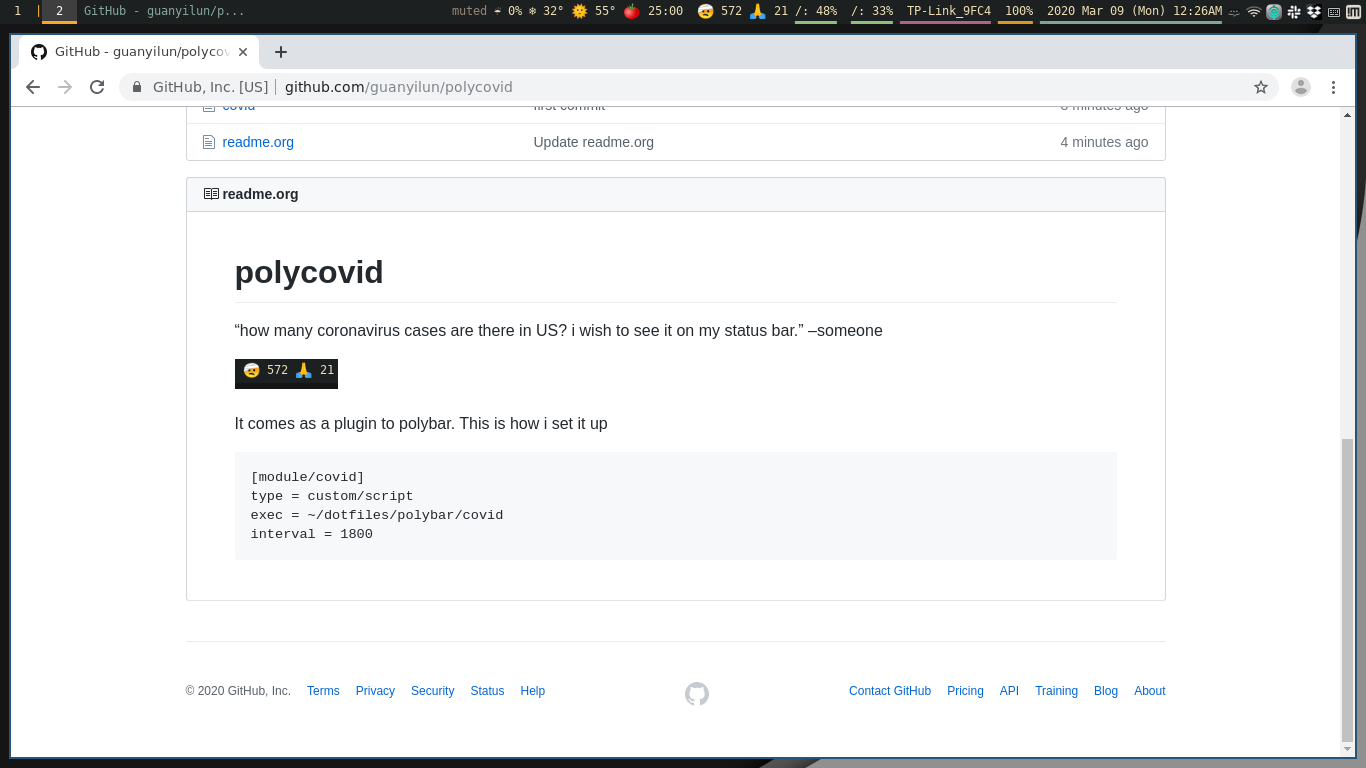 1 2 GitHub - guanyilun/p... muted 0% 32° 55° 25:00 572 21 /: 48% /: 33% TP-Link_9FC4 100% 2020 Mar 09 (Mon) 12:26AM
GitHub - guanyilun/polycov
GitHub, Inc. [US] github.com/guanyilun/polycovid
covid first commit 8 minutes ago
readme.org Update readme.org 4 minutes ago
readme.org
polycovid
“how many coronavirus cases are there in US? i wish to see it on my status bar.” –someone
572 21
It comes as a plugin to polybar. This is how i set it up
[module/covid]
type = custom/script
exec = ~/dotfiles/polybar/covid
interval = 1800
© 2020 GitHub, Inc. Terms Privacy Security Status Help Contact GitHub Pricing API Training Blog About